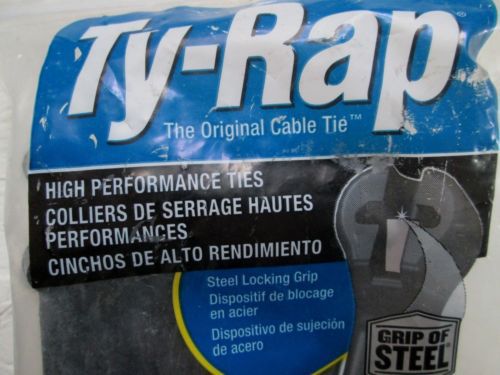 Ty-Rap®
The Original Cable Tie™
HIGH PERFORMANCE TIES
COLLIERS DE SERRAGE HAUTES
PERFORMANCES
CINCHOS DE ALTO RENDIMIENTO
Steel Locking Grip
Dispositif de blocage
en acier
Dispositivo de sujeción
de acero
GRIP OF
STEEL